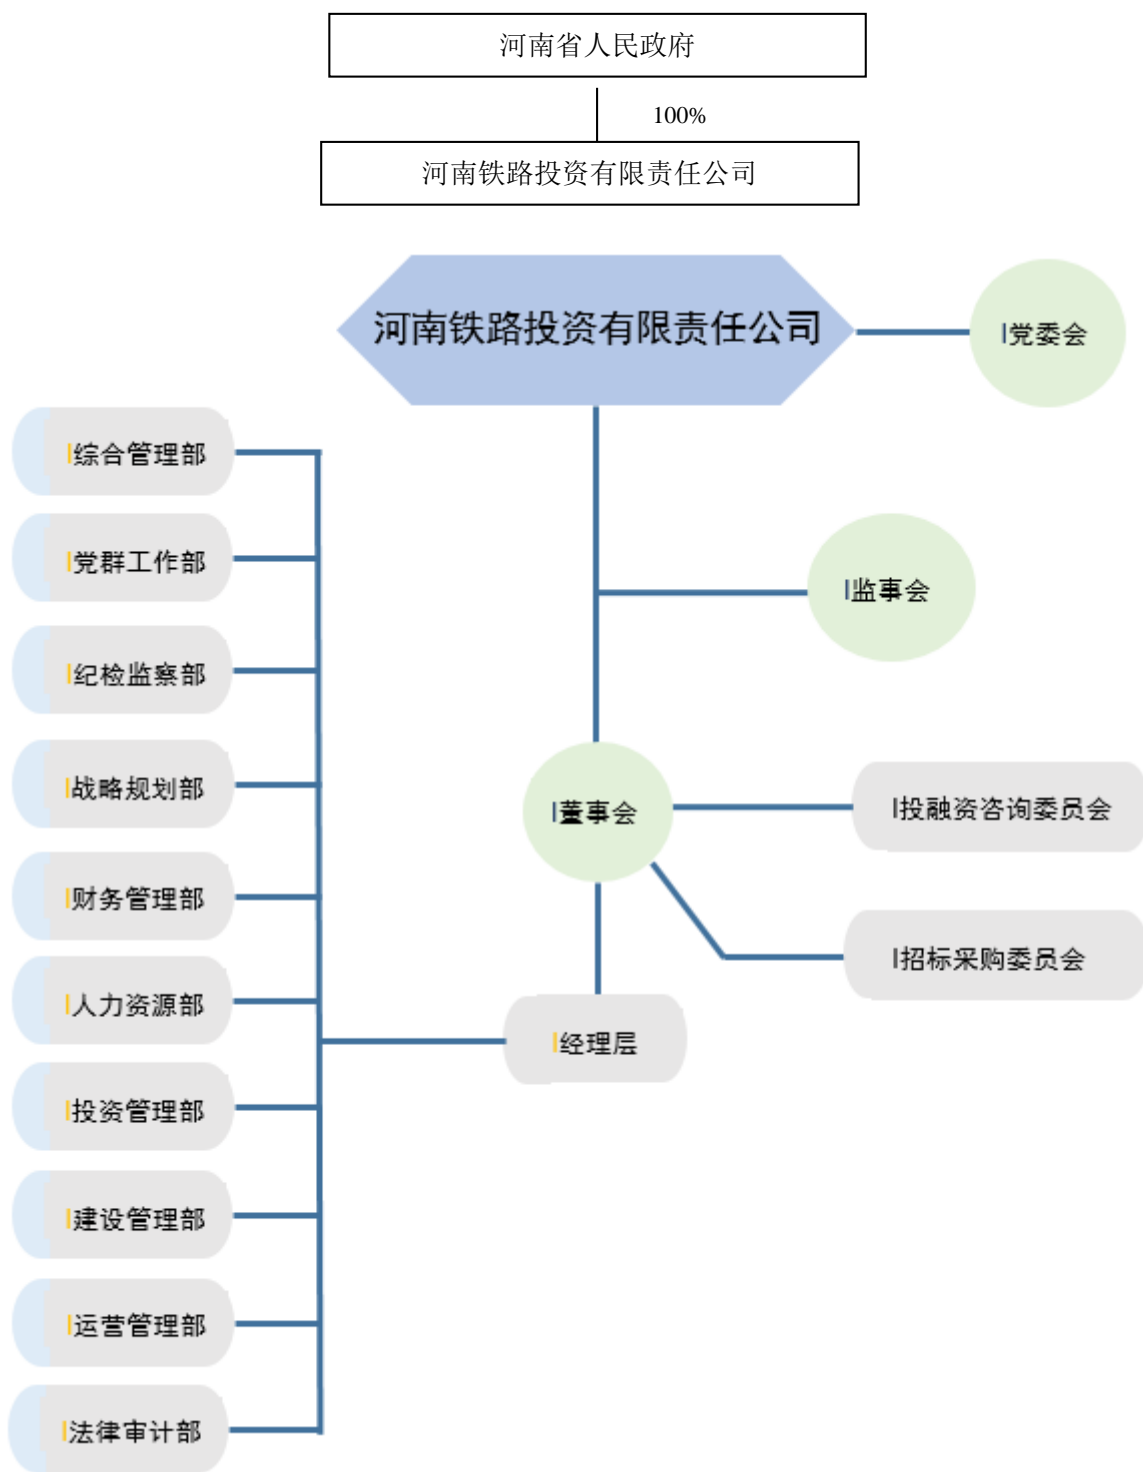 河南省人民政府
100%
河南铁路投资有限责任公司
河南铁路投资有限责任公司
党委会
综合管理部
党群工作部
监事会
纪检监察部
战略规划部
董事会
投融资咨询委员会
财务管理部
招标采购委员会
人力资源部
经理层
投资管理部
建设管理部
运营管理部
法律审计部